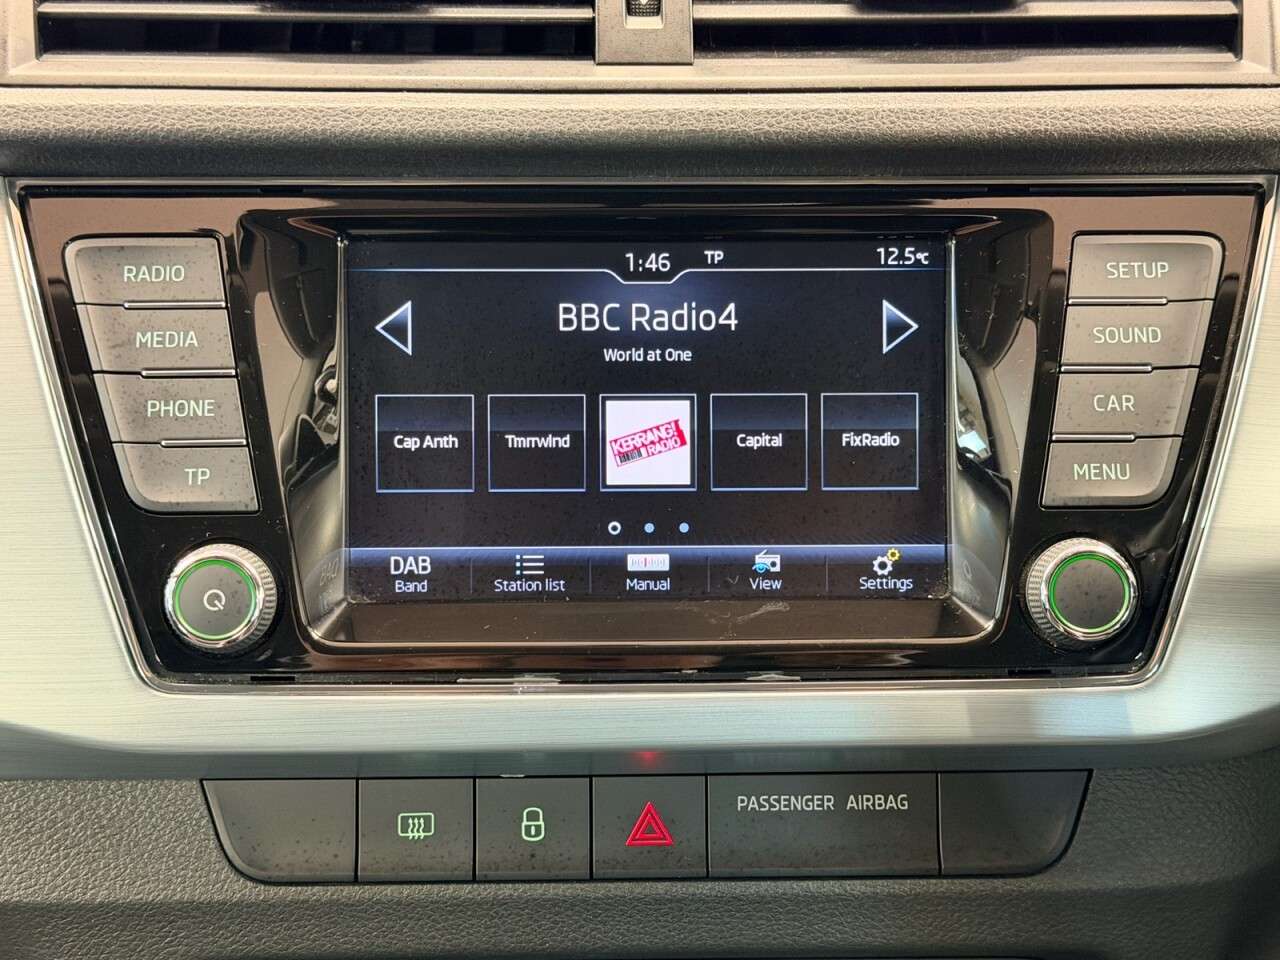 1:46 TP 12.5°C
RADIO
MEDIA
PHONE
TP
BBC Radio4
World at One
Cap Anth
Tmrrwlnd
KERRANG!
RADIO
Capital
FixRadio
DAB
Band
Station list
Manual
View
Settings
SETUP
SOUND
CAR
MENU
PASSENGER AIRBAG